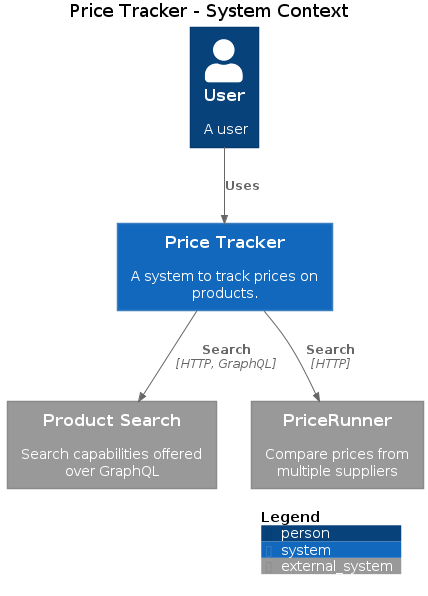 Price Tracker - System Context
User
A user
Uses
Price Tracker
A system to track prices on
products.
Search
[HTTP, GraphQL]
Search
[HTTP]
Product Search
Search capabilities offered
over GraphQL
PriceRunner
Compare prices from
multiple suppliers
Legend
person
system
external_system